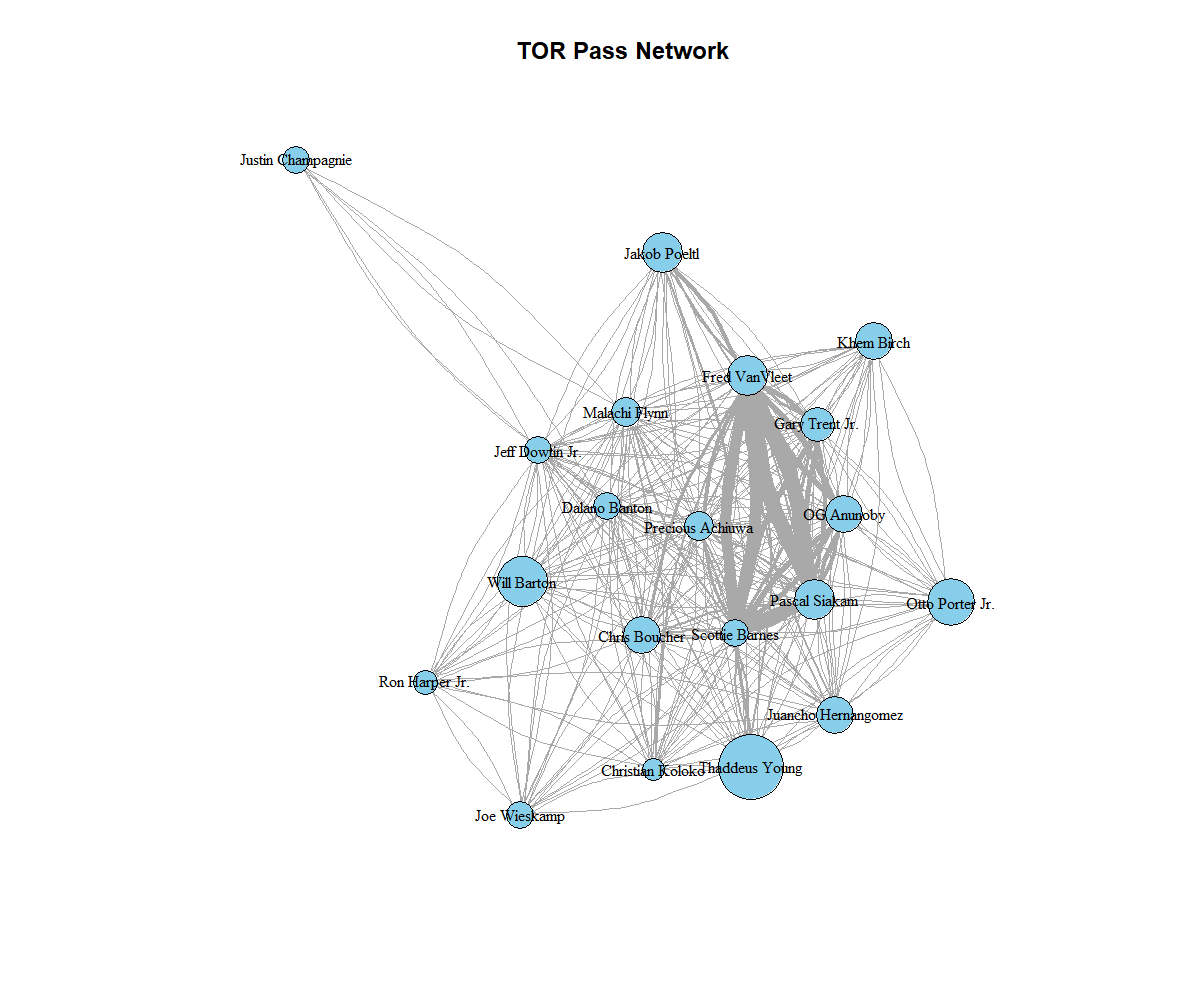 TOR Pass Network
Justin Champagnie
Jakob Poeltl
Khem Birch
Fred VanVleet
Malachi Flynn
Gary Trent Jr.
Jeff Dowtin Jr.
Dalano Banton
OG Anunoby
Precious Achiuwa
Will Barton
Pascal Siakam
Otto Porter Jr.
Chris Boucher
Scottie Barnes
Ron Harper Jr.
Juancho Hernangomez
Christian Koloko
Thaddeus Young
Joe Wieskamp